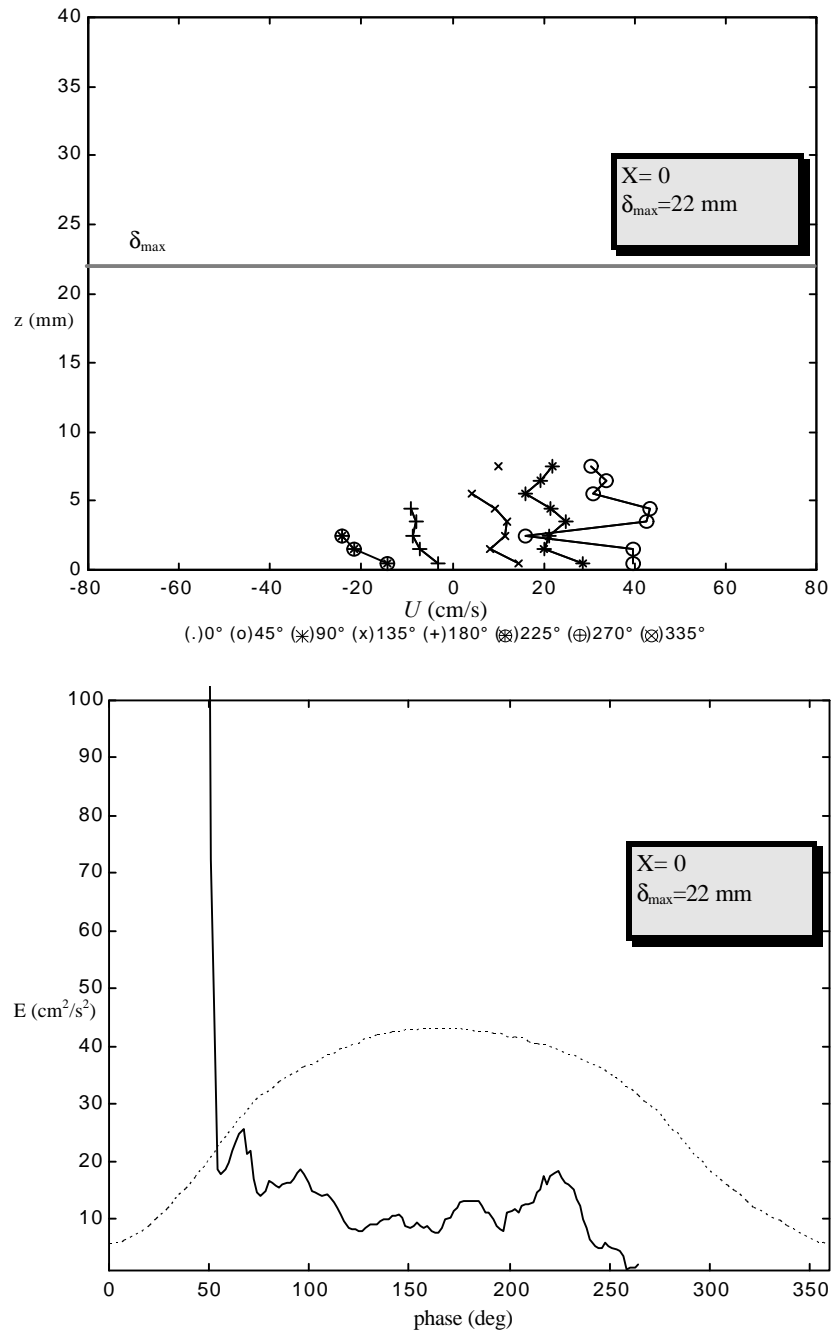 40
35
30
25
20
15
10
5
0
z (mm)
X= 0
δmax=22 mm
δmax
-80 -60 -40 -20 0 20 40 60 80
U (cm/s)
(.)0° (o)45° (✳)90° (x)135° (+)180° (⊛)225° (⊕)270° (⊗)335°
100
90
80
70
60
50
40
30
20
10
E (cm²/s²)
X= 0
δmax=22 mm
0 50 100 150 200 250 300 350
phase (deg)